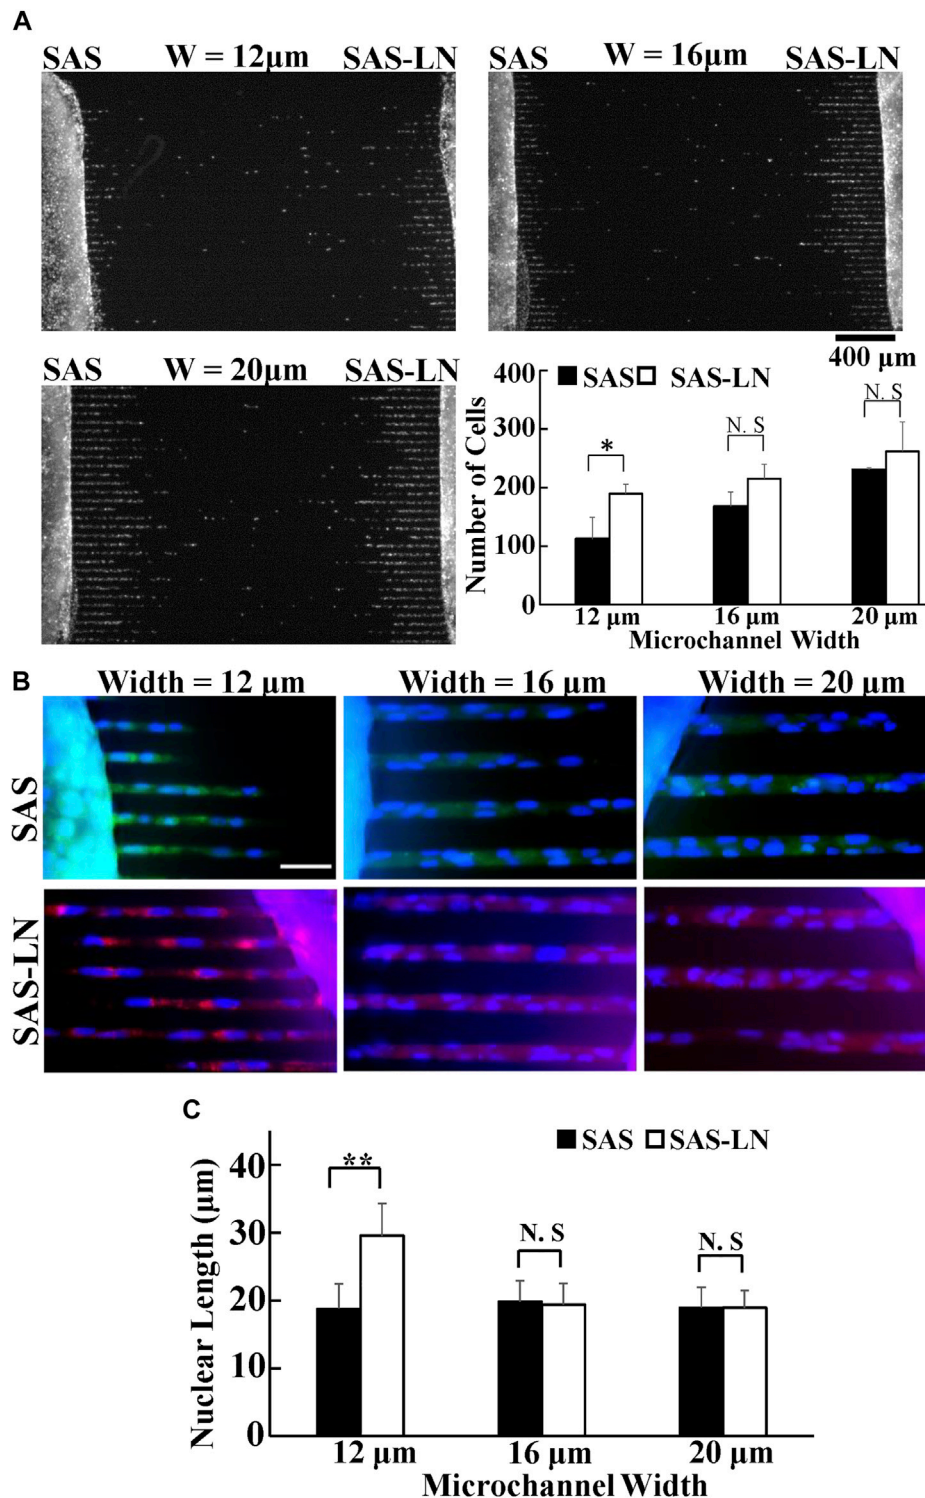 A
SAS W = 12µm SAS-LN
SAS W = 16µm SAS-LN
400 µm
SAS W = 20µm SAS-LN
400
300
200
100
0
Number of Cells
SAS SAS-LN
*
N. S
N. S
12 µm 16 µm 20 µm
Microchannel Width
B
Width = 12 µm Width = 16 µm Width = 20 µm
SAS
SAS-LN
C
SAS SAS-LN
40
30
20
10
0
Nuclear Length (µm)
**
N. S
N. S
12 µm 16 µm 20 µm
Microchannel Width